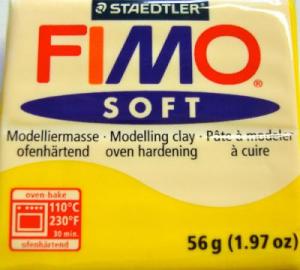 STAEDTLER
FIMO®
SOFT
Modelliermasse · Modelling clay · Pâte à modeler
ofenhärtend oven hardening à cuire
oven-bake
110°C
230°F
30 min.
ofenhärtend
56 g (1.97 oz)